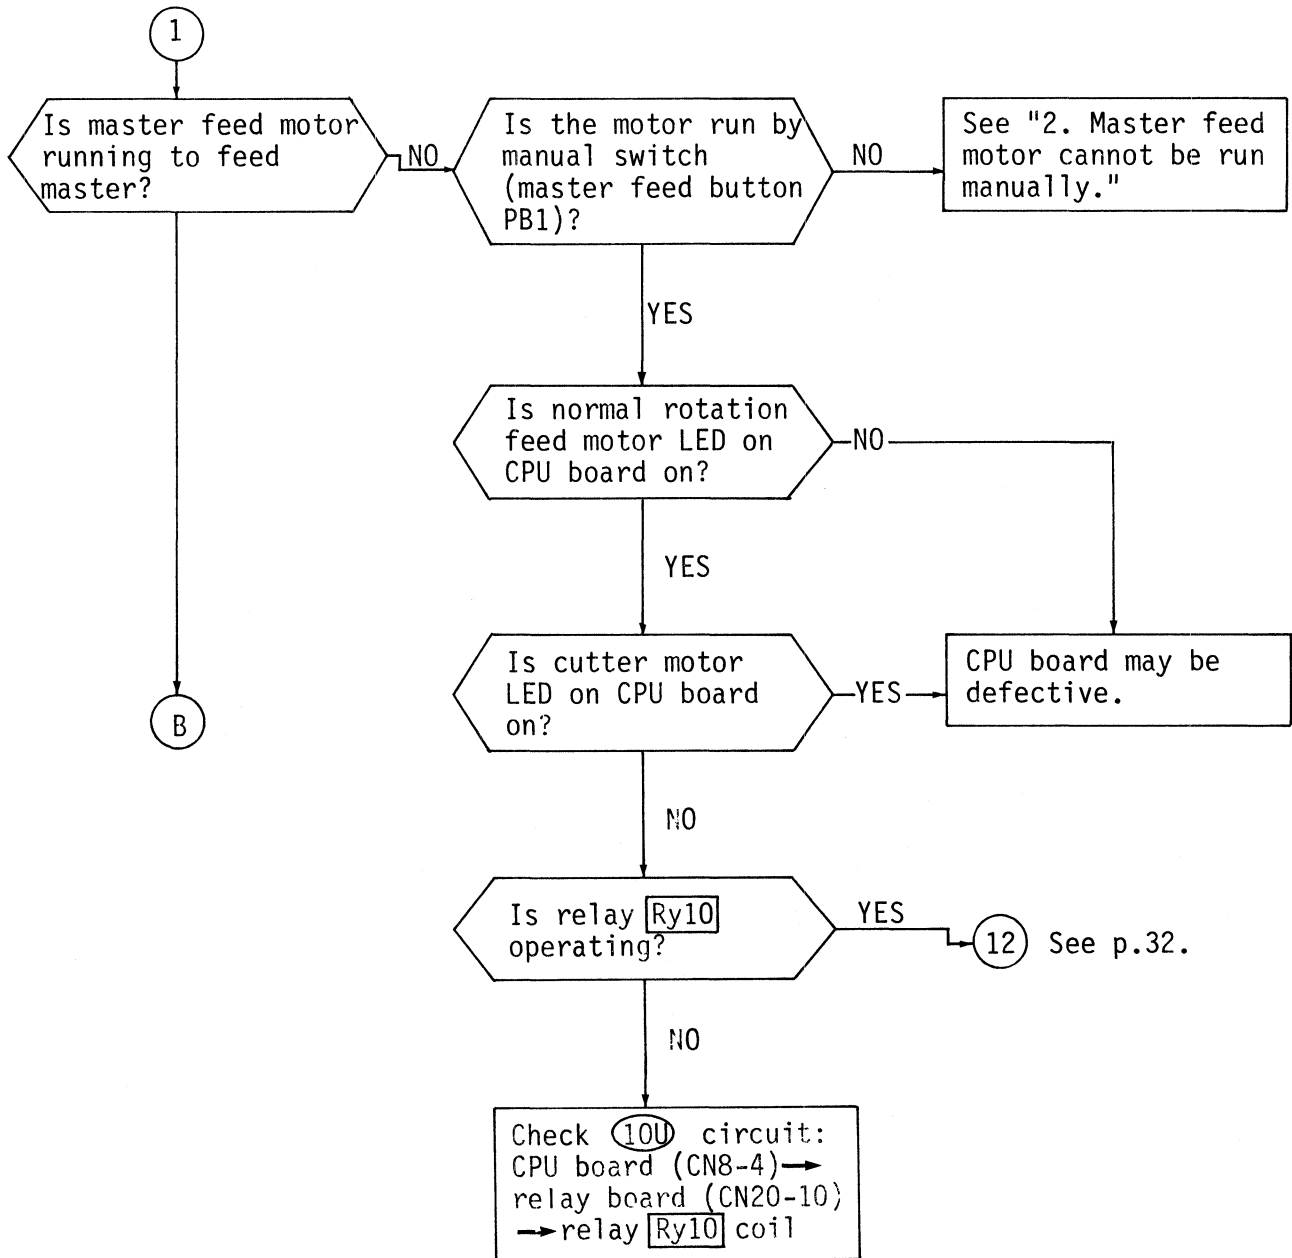 1
Is master feed motor
running to feed
master?
NO
Is the motor run by
manual switch
(master feed button
PB1)?
NO
See "2. Master feed
motor cannot be run
manually."
YES
Is normal rotation
feed motor LED on
CPU board on?
NO
YES
Is cutter motor
LED on CPU board
on?
YES
CPU board may be
defective.
B
NO
Is relay Ry10
operating?
YES
12 See p.32.
NO
Check 10U circuit:
CPU board (CN8-4)→
relay board (CN20-10)
→relay Ry10 coil